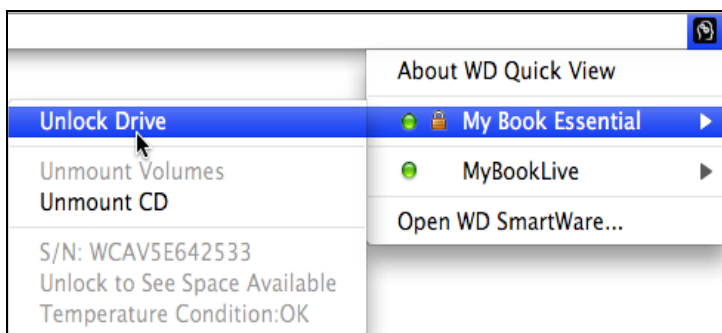 About WD Quick View
My Book Essential
MyBookLive
Open WD SmartWare...
Unlock Drive
Unmount Volumes
Unmount CD
S/N: WCAV5E642533
Unlock to See Space Available
Temperature Condition:OK